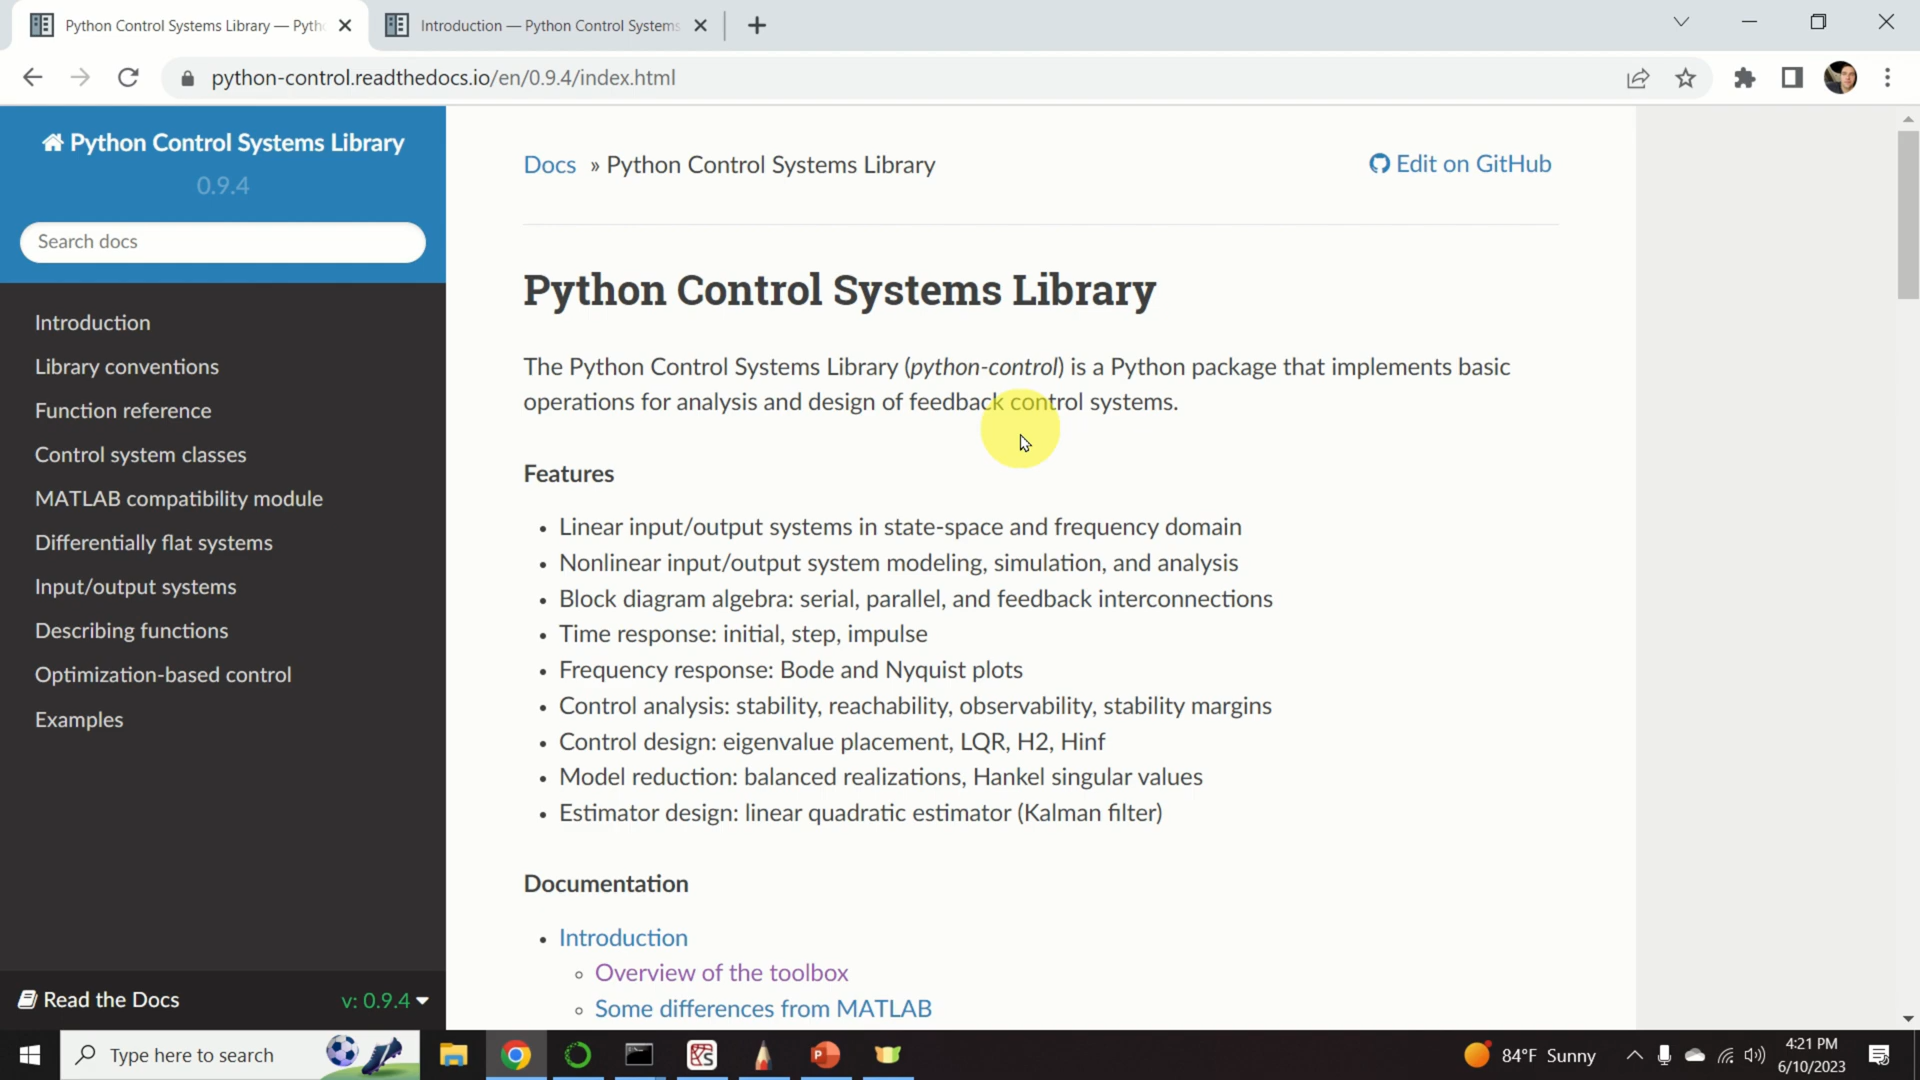 Python Control Systems Library — Pyth
Introduction — Python Control Systems
python-control.readthedocs.io/en/0.9.4/index.html
Python Control Systems Library
0.9.4
Search docs
Introduction
Library conventions
Function reference
Control system classes
MATLAB compatibility module
Differentially flat systems
Input/output systems
Describing functions
Optimization-based control
Examples
Read the Docs
v: 0.9.4
Docs » Python Control Systems Library
Edit on GitHub
Python Control Systems Library
The Python Control Systems Library (python-control) is a Python package that implements basic
operations for analysis and design of feedback control systems.
Features
• Linear input/output systems in state-space and frequency domain
• Nonlinear input/output system modeling, simulation, and analysis
• Block diagram algebra: serial, parallel, and feedback interconnections
• Time response: initial, step, impulse
• Frequency response: Bode and Nyquist plots
• Control analysis: stability, reachability, observability, stability margins
• Control design: eigenvalue placement, LQR, H2, Hinf
• Model reduction: balanced realizations, Hankel singular values
• Estimator design: linear quadratic estimator (Kalman filter)
Documentation
• Introduction
◦ Overview of the toolbox
◦ Some differences from MATLAB
Type here to search
84°F Sunny
4:21 PM
6/10/2023